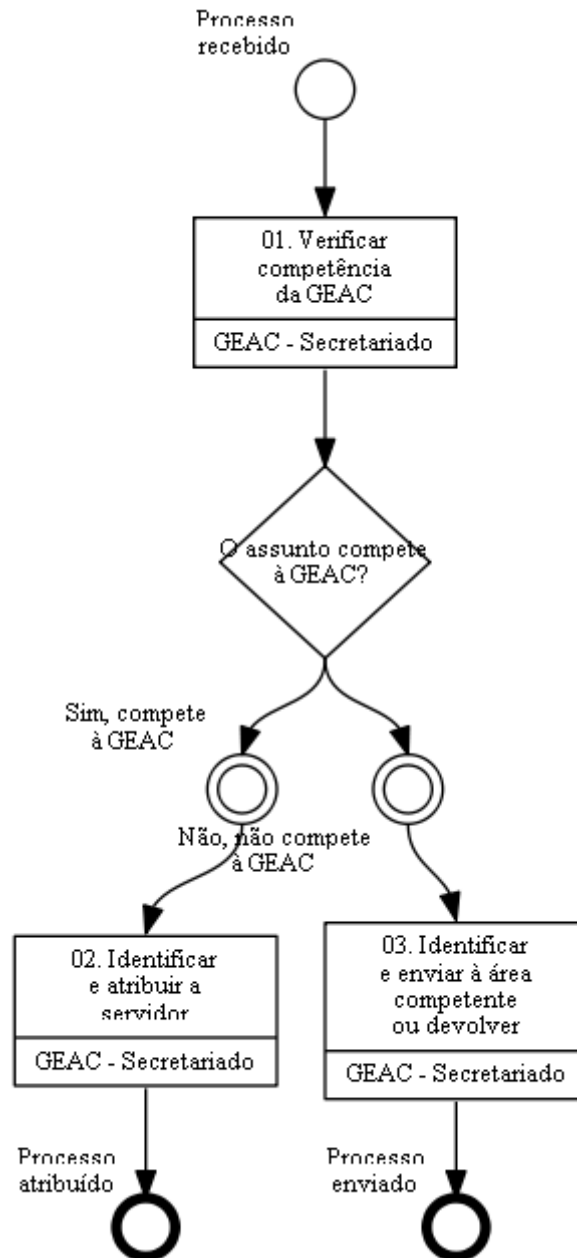 Processo
recebido
01. Verificar
competência
da GEAC
GEAC - Secretariado
O assunto compete
à GEAC?
Sim, compete
à GEAC
Não, não compete
à GEAC
02. Identificar
e atribuir a
servidor
GEAC - Secretariado
03. Identificar
e enviar à área
competente
ou devolver
GEAC - Secretariado
Processo
atribuído
Processo
enviado